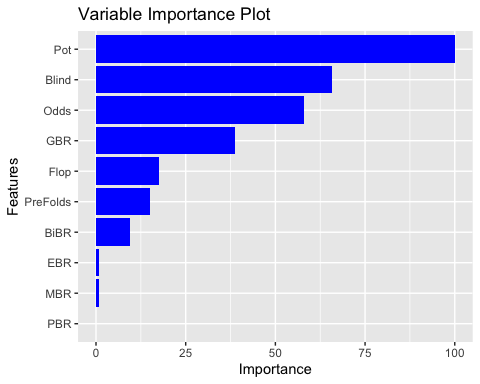 Variable Importance Plot
Features
Pot
Blind
Odds
GBR
Flop
PreFolds
BiBR
EBR
MBR
PBR
0 25 50 75 100
Importance